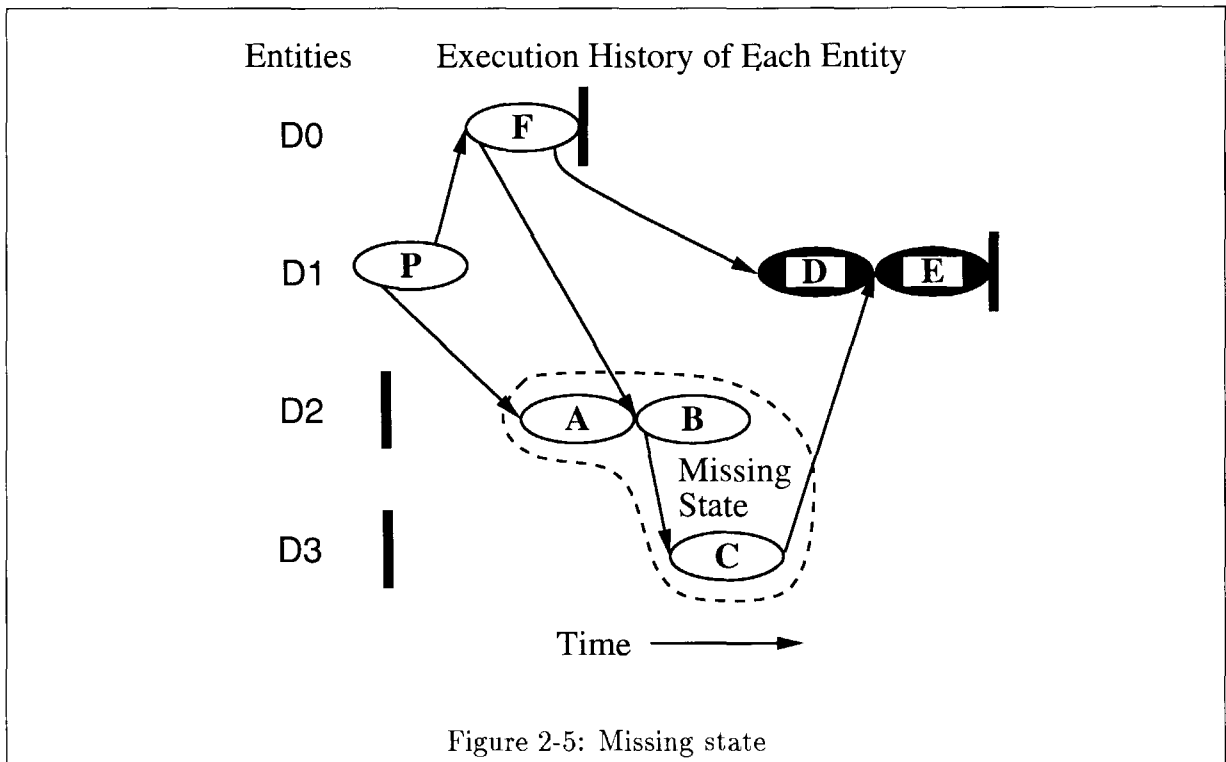 Entities Execution History of Each Entity
D0 F
D1 P D E
D2 A B
Missing
State
D3 C
Time
Figure 2-5: Missing state